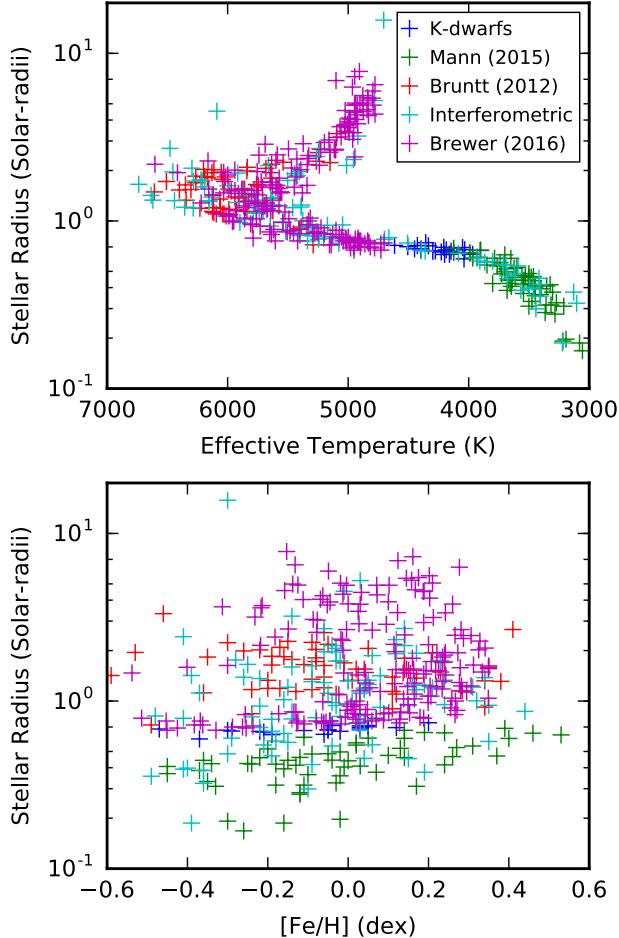 K-dwarfs
Mann (2015)
Bruntt (2012)
Interferometric
Brewer (2016)
10¹
10⁰
10⁻¹
Stellar Radius (Solar-radii)
7000 6000 5000 4000 3000
Effective Temperature (K)
10¹
10⁰
10⁻¹
Stellar Radius (Solar-radii)
−0.6 −0.4 −0.2 0.0 0.2 0.4 0.6
[Fe/H] (dex)